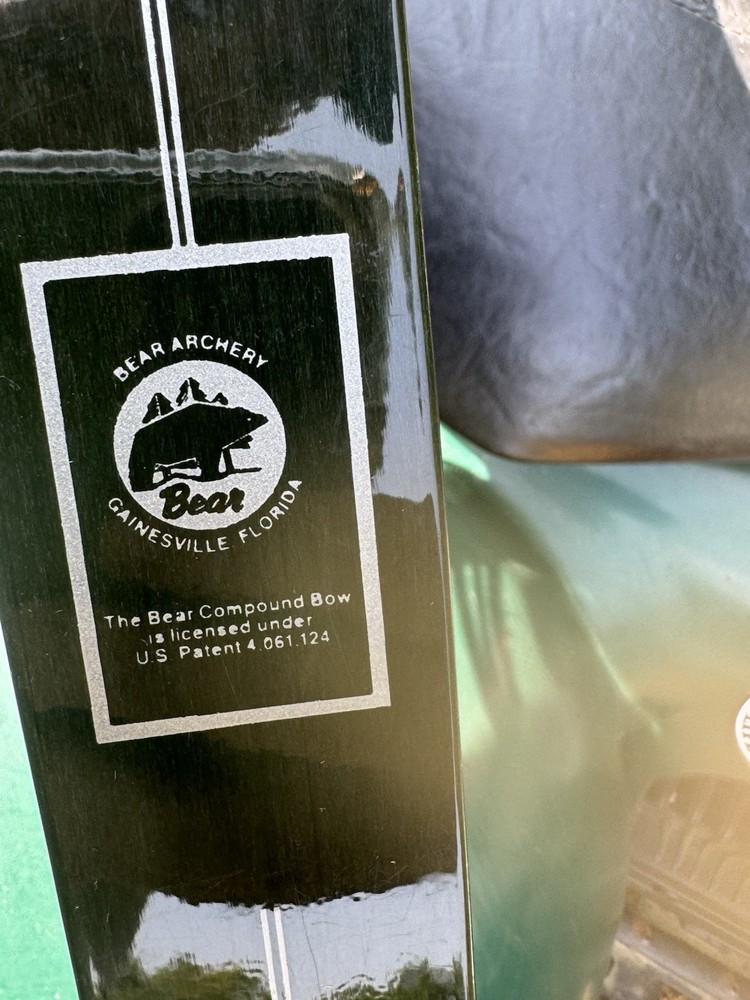 BEAR ARCHERY
Bear
GAINESVILLE FLORIDA
The Bear Compound Bow
is licensed under
U.S. Patent 4.061.124